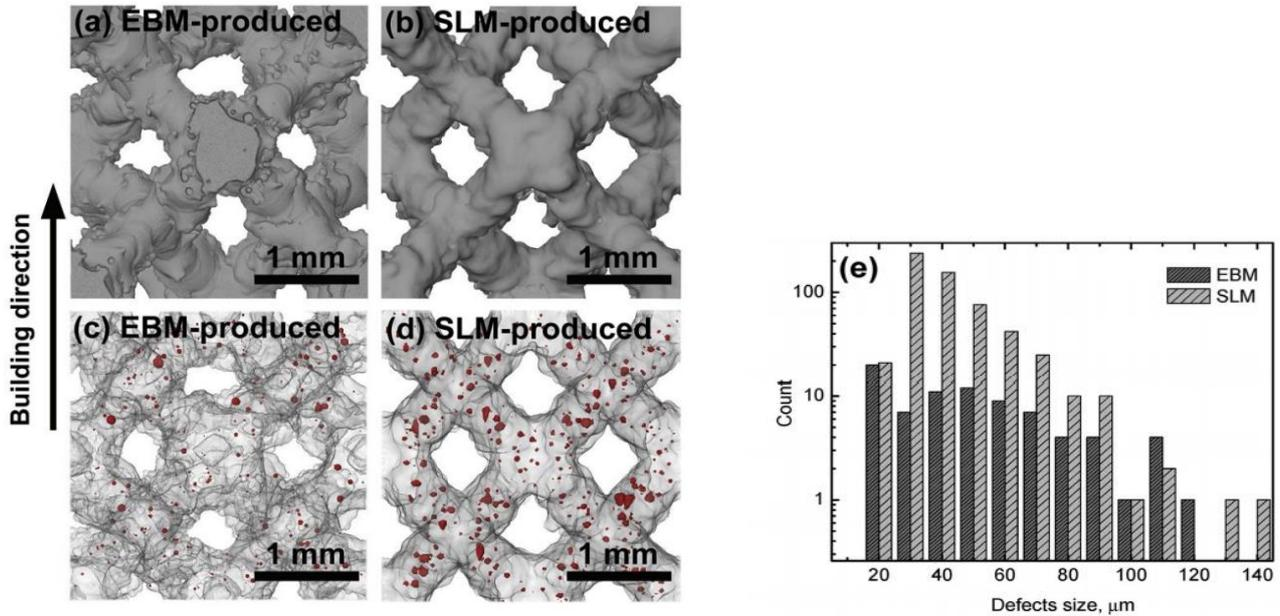 (a) EBM-produced
(b) SLM-produced
1 mm
1 mm
Building direction
(c) EBM-produced
(d) SLM-produced
1 mm
1 mm
(e)
EBM
SLM
100
10
1
Count
20 40 60 80 100 120 140
Defects size, μm